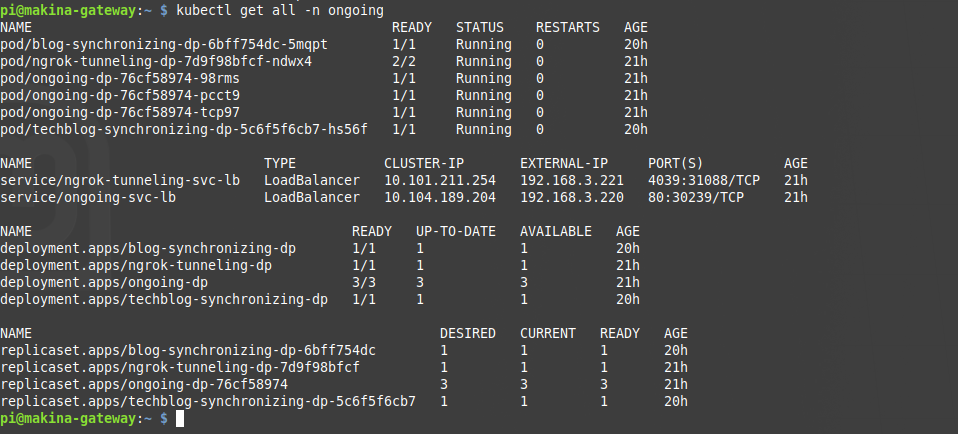 pi@makina-gateway:~ $ kubectl get all -n ongoing
NAME READY STATUS RESTARTS AGE
pod/blog-synchronizing-dp-6bff754dc-5mqpt 1/1 Running 0 20h
pod/ngrok-tunneling-dp-7d9f98bfcf-ndwx4 2/2 Running 0 21h
pod/ongoing-dp-76cf58974-98rms 1/1 Running 0 21h
pod/ongoing-dp-76cf58974-pcct9 1/1 Running 0 21h
pod/ongoing-dp-76cf58974-tcp97 1/1 Running 0 21h
pod/techblog-synchronizing-dp-5c6f5f6cb7-hs56f 1/1 Running 0 20h
NAME TYPE CLUSTER-IP EXTERNAL-IP PORT(S) AGE
service/ngrok-tunneling-svc-lb LoadBalancer 10.101.211.254 192.168.3.221 4039:31088/TCP 21h
service/ongoing-svc-lb LoadBalancer 10.104.189.204 192.168.3.220 80:30239/TCP 21h
NAME READY UP-TO-DATE AVAILABLE AGE
deployment.apps/blog-synchronizing-dp 1/1 1 1 20h
deployment.apps/ngrok-tunneling-dp 1/1 1 1 21h
deployment.apps/ongoing-dp 3/3 3 3 21h
deployment.apps/techblog-synchronizing-dp 1/1 1 1 20h
NAME DESIRED CURRENT READY AGE
replicaset.apps/blog-synchronizing-dp-6bff754dc 1 1 1 20h
replicaset.apps/ngrok-tunneling-dp-7d9f98bfcf 1 1 1 21h
replicaset.apps/ongoing-dp-76cf58974 3 3 3 21h
replicaset.apps/techblog-synchronizing-dp-5c6f5f6cb7 1 1 1 20h
pi@makina-gateway:~ $